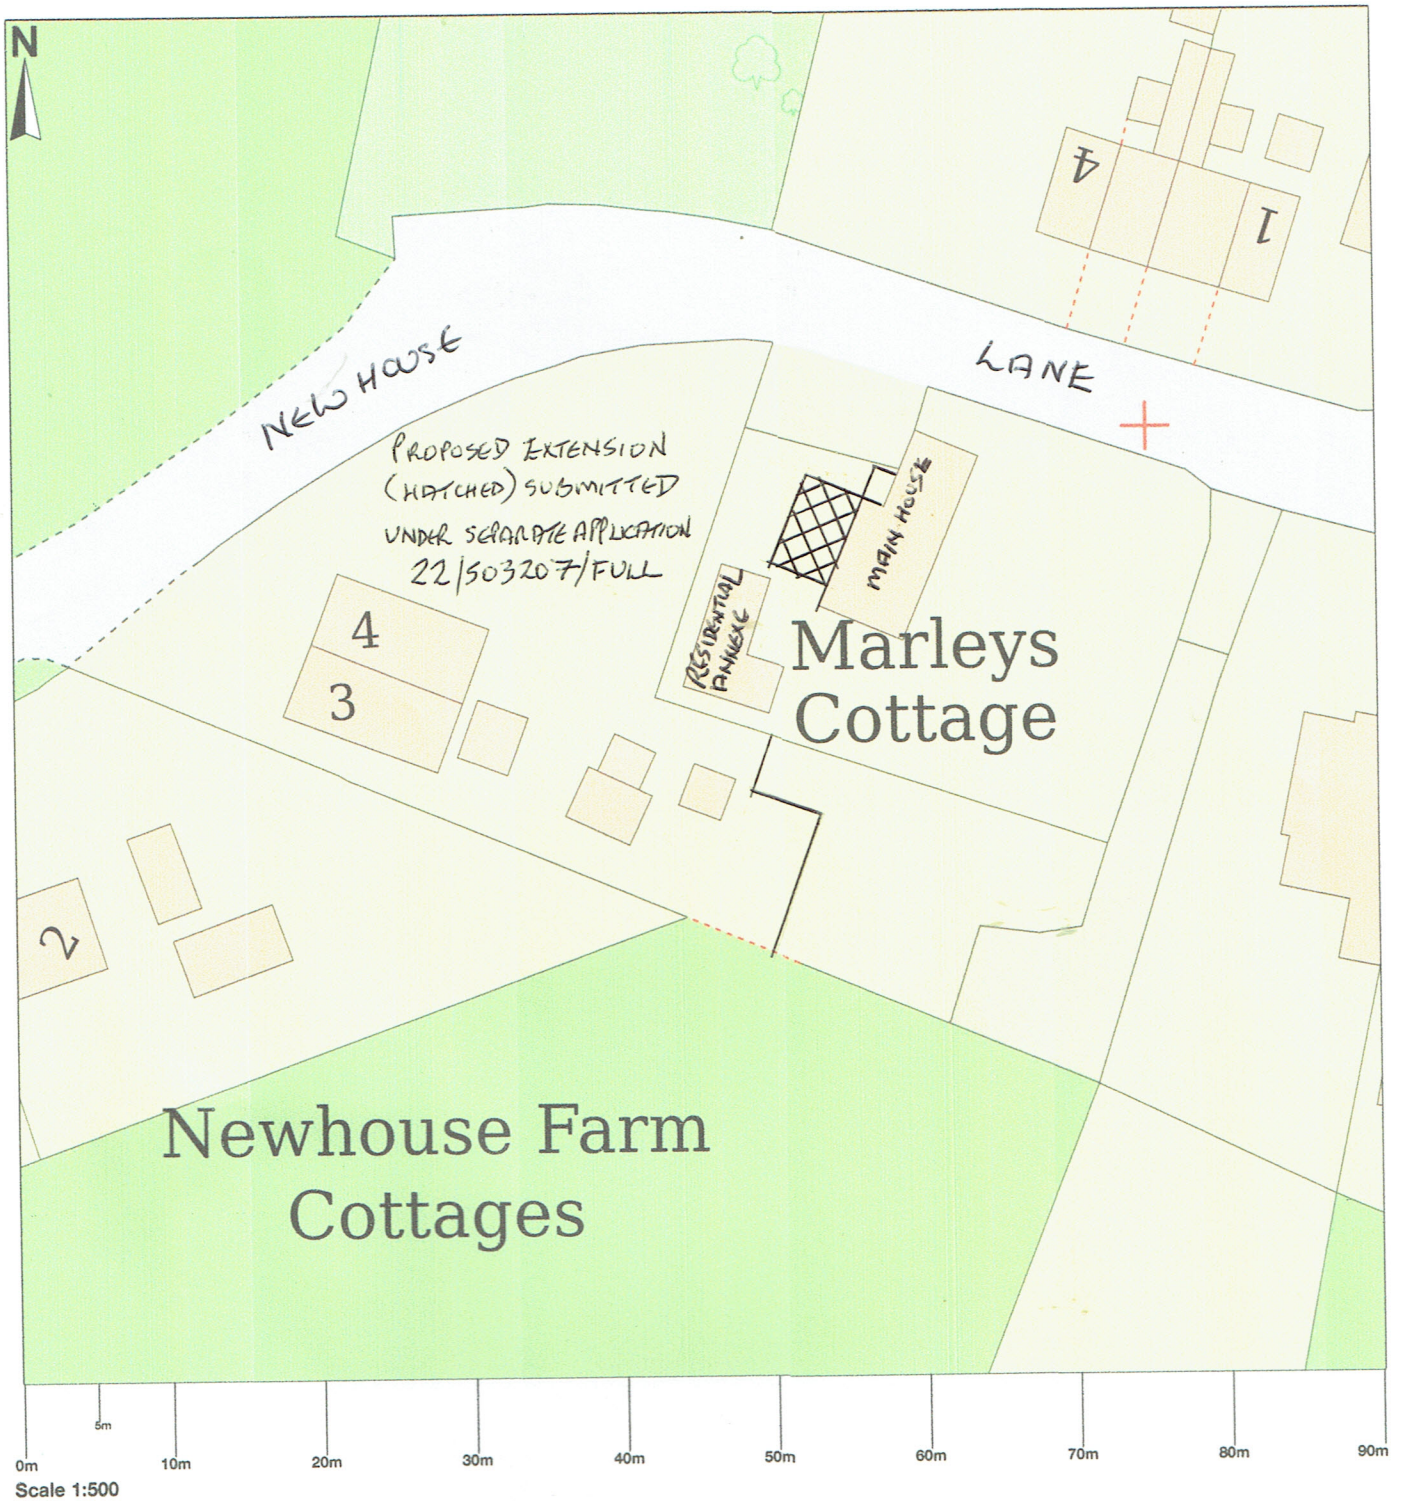 N
4
1
NEWHOUSE
LANE
PROPOSED EXTENSION
(HATCHED) SUBMITTED
UNDER SEPARATE APPLICATION
22/503207/FULL
MAIN HOUSE
RESIDENTIAL
ANNEXE
4
3
Marleys
Cottage
2
Newhouse Farm
Cottages
5m
0m 10m 20m 30m 40m 50m 60m 70m 80m 90m
Scale 1:500